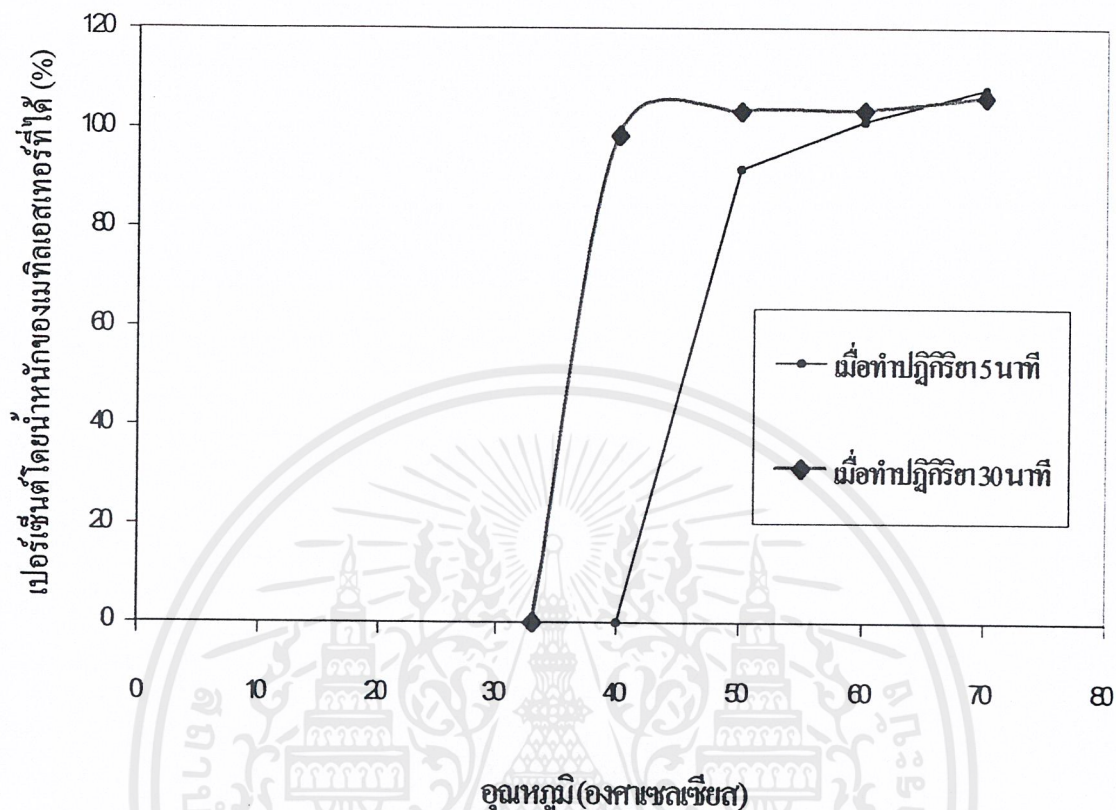 120
100
80
60
40
20
0
เปอร์เซ็นต์โดยน้ำหนักของเมทิลเอสเทอร์ที่ได้ (%)
เมื่อทำปฏิกิริยา 5 นาที
เมื่อทำปฏิกิริยา 30 นาที
0 10 20 30 40 50 60 70 80
อุณหภูมิ (องศาเซลเซียส)